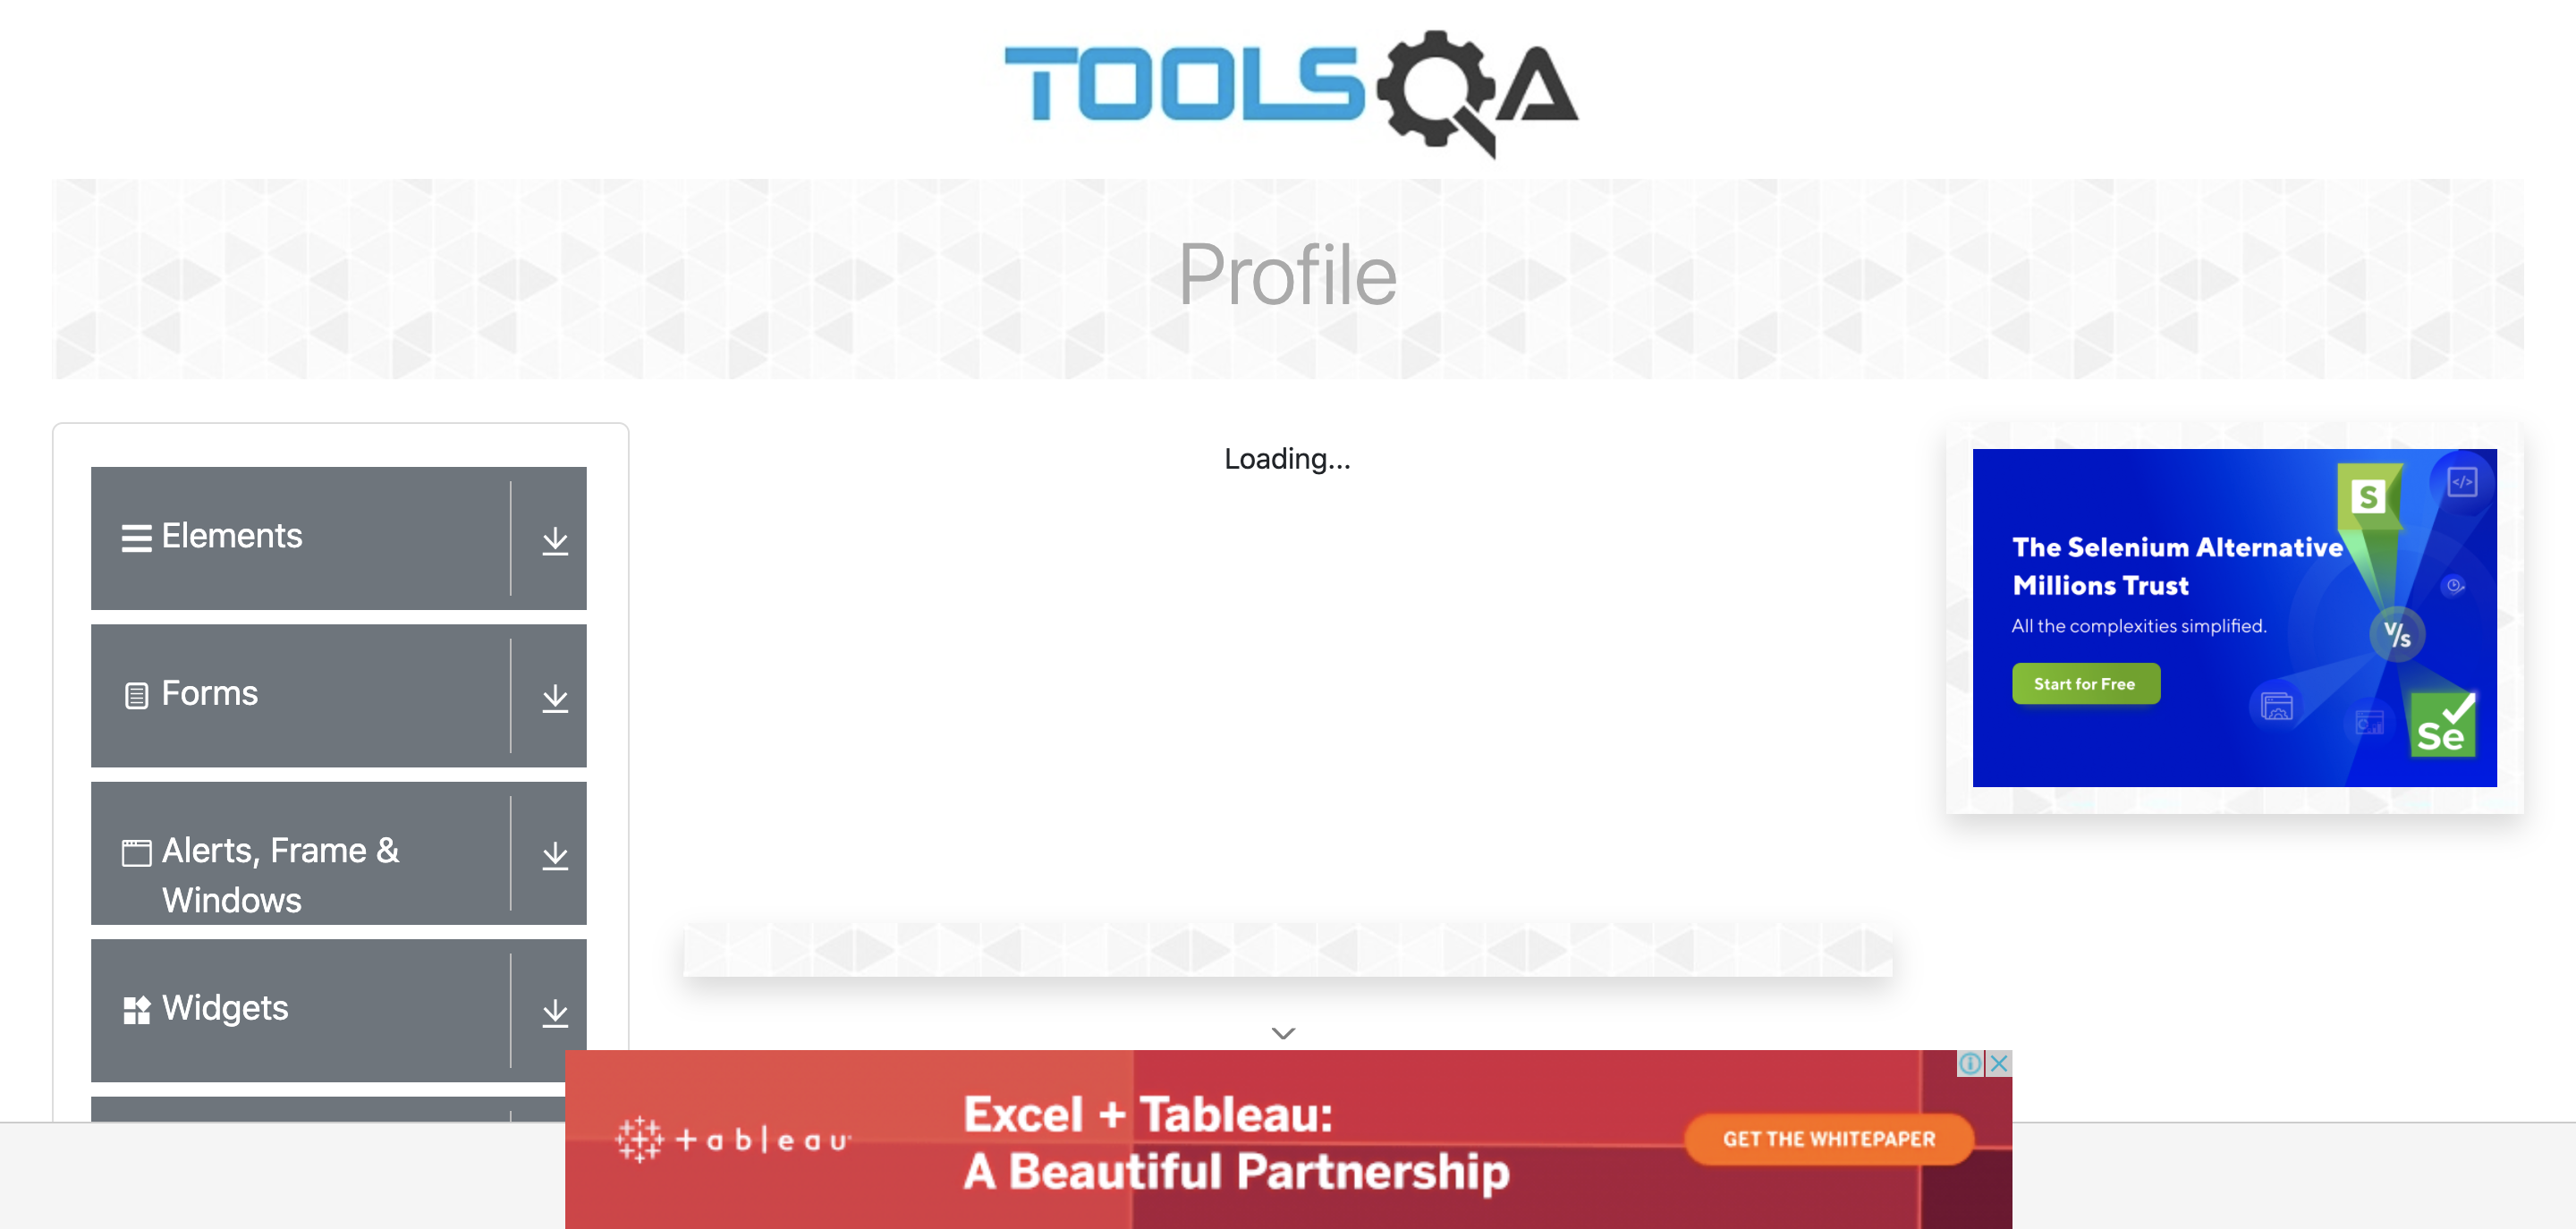 TOOLSQA
Profile
Elements
Forms
Alerts, Frame &
Windows
Widgets
Loading...
The Selenium Alternative
Millions Trust
All the complexities simplified.
Start for Free
S
</>
V/s
Se
+ableau
Excel + Tableau:
A Beautiful Partnership
GET THE WHITEPAPER